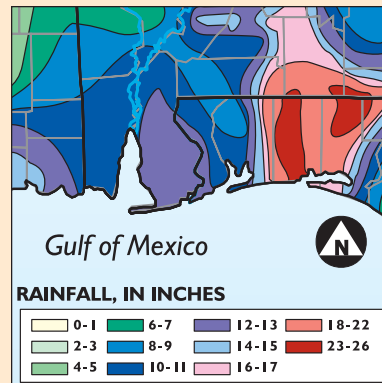 Gulf of Mexico
N
RAINFALL, IN INCHES
0-1 6-7 12-13 18-22
2-3 8-9 14-15 23-26
4-5 10-11 16-17